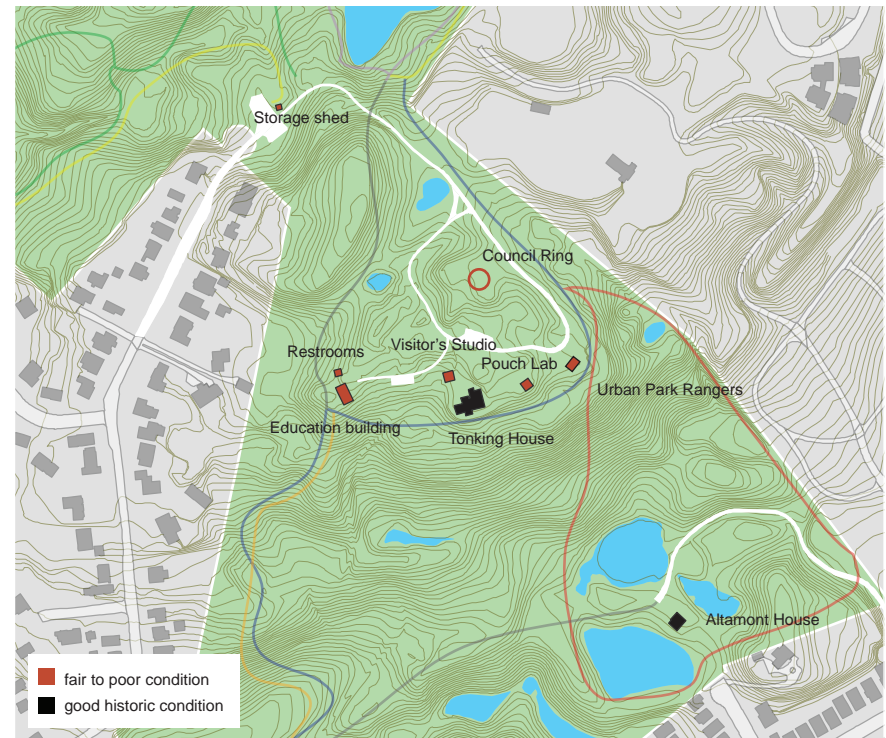 Storage shed
Council Ring
Visitor's Studio
Restrooms
Pouch Lab
Urban Park Rangers
Education building
Tonking House
Altamont House
fair to poor condition
good historic condition